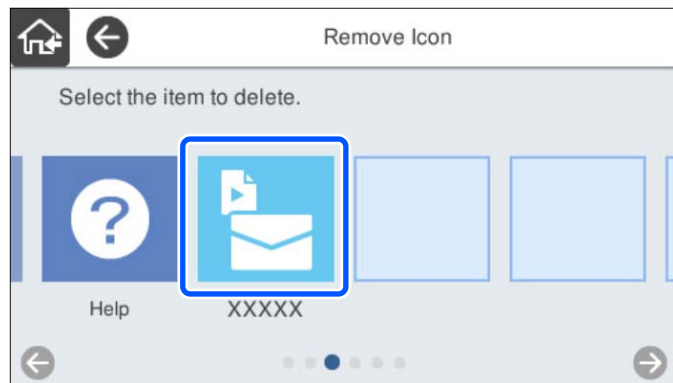 Remove Icon
Select the item to delete.
?
Help
XXXXX